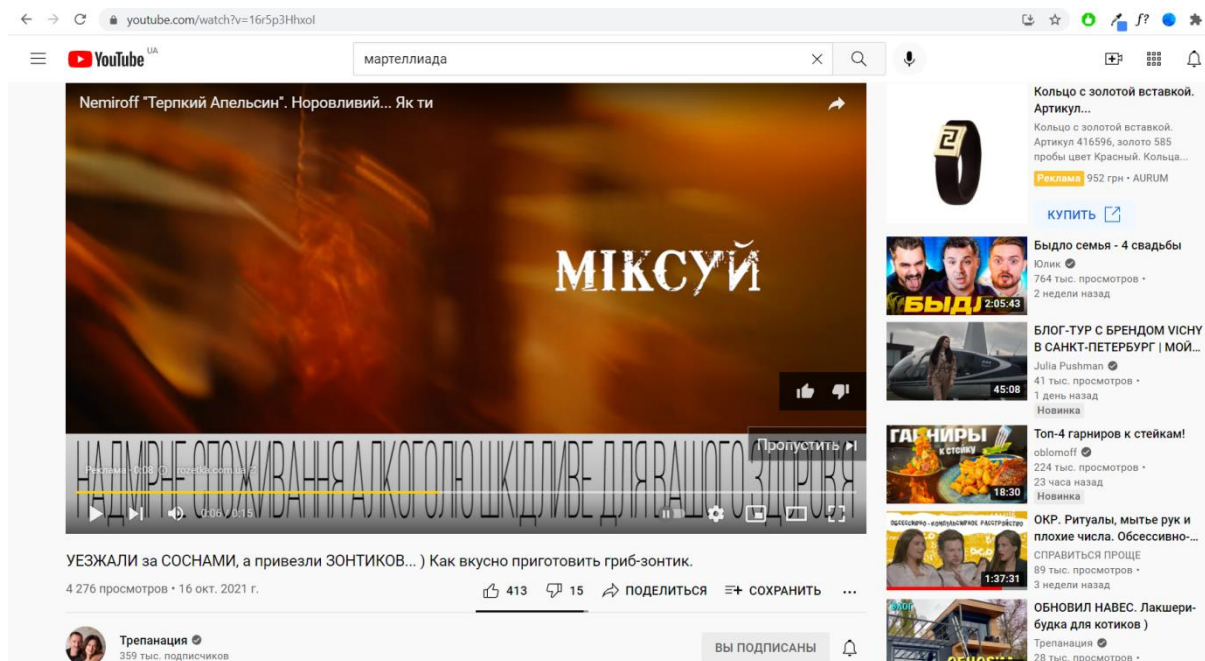 youtube.com/watch?v=16r5p3HhxoI
f?
YouTube UA
мартеллиада
Nemiroff "Терпкий Апельсин". Норовливий... Як ти
МІКСУЙ
Пропустить
НАДМІРНЕ СПОЖИВАННЯ АЛКОГОЛЮ ШКІДЛИВЕ ДЛЯ ВАШОГО ЗДОРОВ'Я
Реклама · 0:08 rozetka.com.ua
0:06 / 0:15
УЕЗЖАЛИ за СОСНАМИ, а привезли ЗОНТИКОВ... ) Как вкусно приготовить гриб-зонтик.
4 276 просмотров • 16 окт. 2021 г.
413 15 ПОДЕЛИТЬСЯ СОХРАНИТЬ ...
Трепанация
359 тыс. подписчиков
ВЫ ПОДПИСАНЫ
Кольцо с золотой вставкой.
Артикул...
Кольцо с золотой вставкой.
Артикул 416596, золото 585
пробы цвет Красный. Кольца...
Реклама 952 грн • AURUM
КУПИТЬ
БЫДЛ
2:05:43
Быдло семья - 4 свадьбы
Юлик
764 тыс. просмотров •
2 недели назад
45:08
БЛОГ-ТУР С БРЕНДОМ VICHY
В САНКТ-ПЕТЕРБУРГ | МОЙ...
Julia Pushman
41 тыс. просмотров •
1 день назад
Новинка
ГАРНИРЫ
К СТЕЙКУ
18:30
Топ-4 гарниров к стейкам!
oblomoff
224 тыс. просмотров •
23 часа назад
Новинка
ОБСЕССИВНО - КОМПУЛЬСИВНОЕ РАССТРОЙСТВО
1:37:31
ОКР. Ритуалы, мытье рук и
плохие числа. Обсессивно-...
СПРАВИТЬСЯ ПРОЩЕ
89 тыс. просмотров •
3 недели назад
ОБНОВИЛ НАВЕС. Лакшери-
будка для котиков )
Трепанация
28 тыс. просмотров •